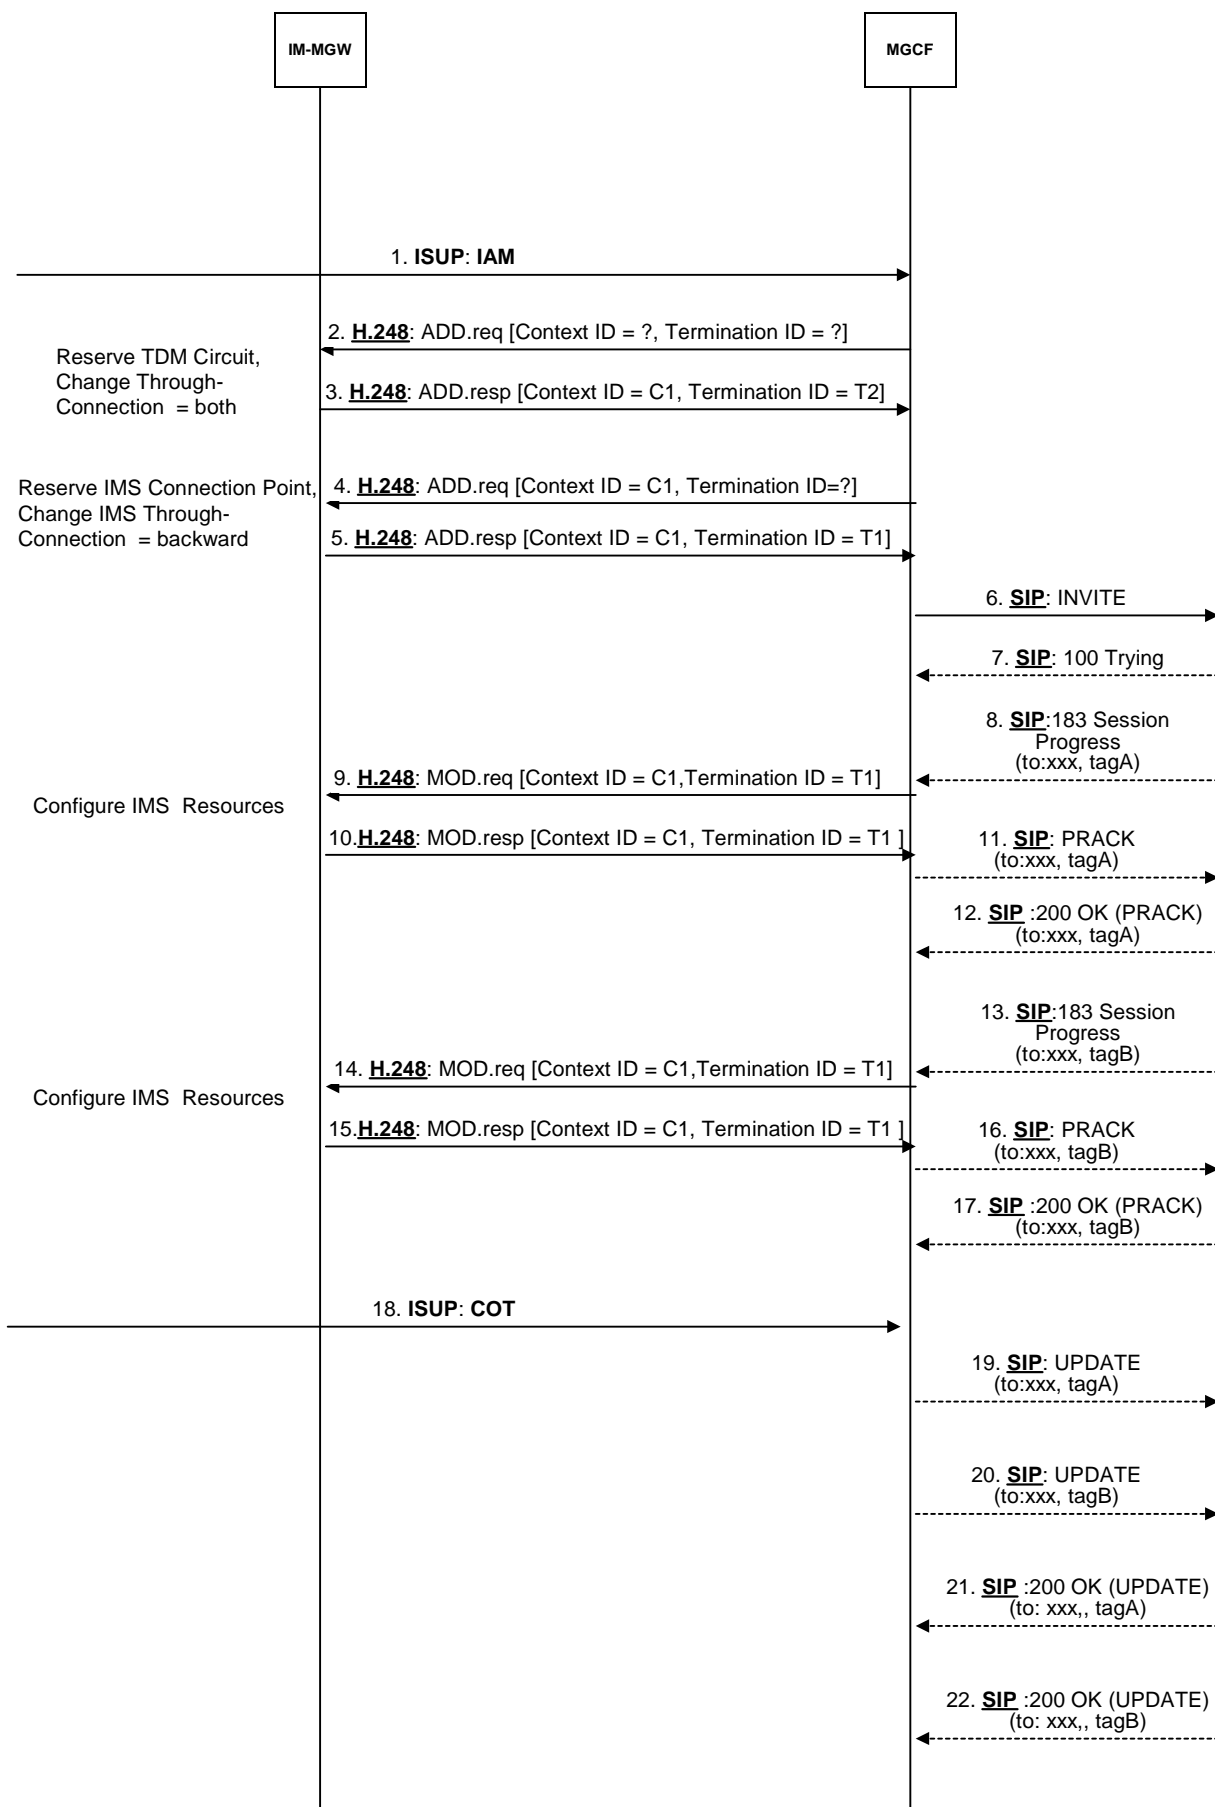 IM-MGW
MGCF
1. ISUP: IAM
2. H.248: ADD.req [Context ID = ?, Termination ID = ?]
Reserve TDM Circuit,
Change Through-
Connection = both
3. H.248: ADD.resp [Context ID = C1, Termination ID = T2]
Reserve IMS Connection Point,
Change IMS Through-
Connection = backward
4. H.248: ADD.req [Context ID = C1, Termination ID=?]
5. H.248: ADD.resp [Context ID = C1, Termination ID = T1]
6. SIP: INVITE
7. SIP: 100 Trying
8. SIP:183 Session
Progress
(to:xxx, tagA)
9. H.248: MOD.req [Context ID = C1,Termination ID = T1]
Configure IMS Resources
10.H.248: MOD.resp [Context ID = C1, Termination ID = T1 ]
11. SIP: PRACK
(to:xxx, tagA)
12. SIP :200 OK (PRACK)
(to:xxx, tagA)
13. SIP:183 Session
Progress
(to:xxx, tagB)
14. H.248: MOD.req [Context ID = C1,Termination ID = T1]
Configure IMS Resources
15.H.248: MOD.resp [Context ID = C1, Termination ID = T1 ]
16. SIP: PRACK
(to:xxx, tagB)
17. SIP :200 OK (PRACK)
(to:xxx, tagB)
18. ISUP: COT
19. SIP: UPDATE
(to:xxx, tagA)
20. SIP: UPDATE
(to:xxx, tagB)
21. SIP :200 OK (UPDATE)
(to: xxx,, tagA)
22. SIP :200 OK (UPDATE)
(to: xxx,, tagB)